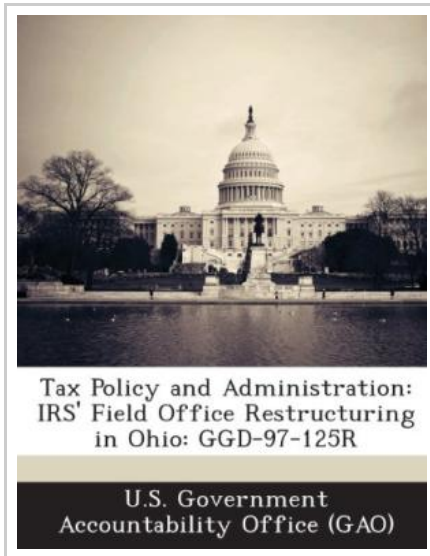 Tax Policy and Administration:
IRS' Field Office Restructuring
in Ohio: GGD-97-125R
U.S. Government
Accountability Office (GAO)